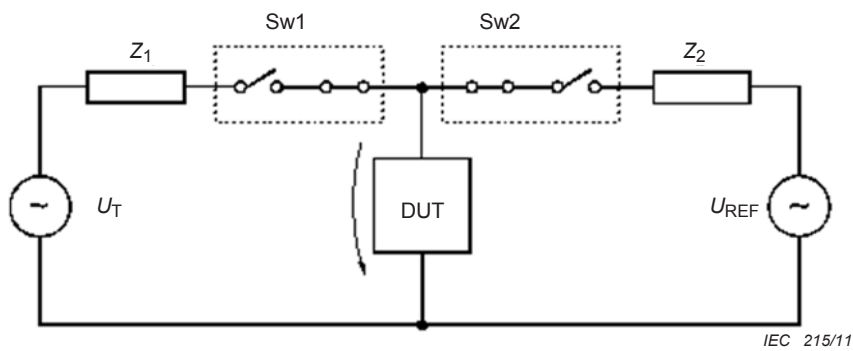 Sw1
Sw2
Z1
Z2
UT
DUT
UREF
~
~
IEC 215/11